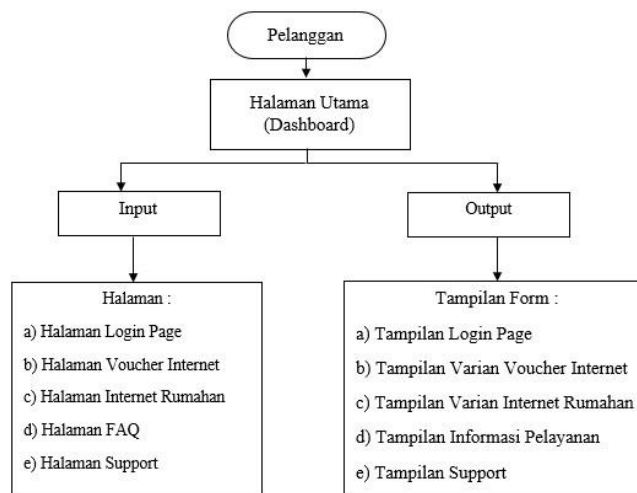 Pelanggan
Halaman Utama
(Dashboard)
Input
Output
Halaman :
a) Halaman Login Page
b) Halaman Voucher Internet
c) Halaman Internet Rumahan
d) Halaman FAQ
e) Halaman Support
Tampilan Form :
a) Tampilan Login Page
b) Tampilan Varian Voucher Internet
c) Tampilan Varian Internet Rumahan
d) Tampilan Informasi Pelayanan
e) Tampilan Support